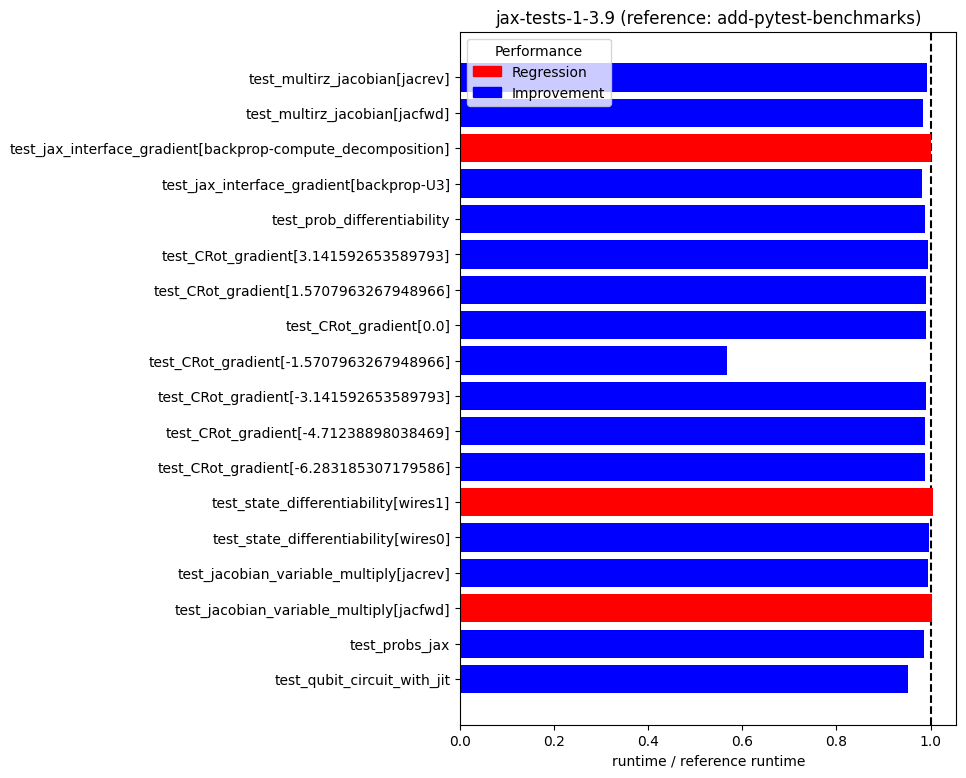 jax-tests-1-3.9 (reference: add-pytest-benchmarks)
Performance
Regression
Improvement
test_multirz_jacobian[jacrev]
test_multirz_jacobian[jacfwd]
test_jax_interface_gradient[backprop-compute_decomposition]
test_jax_interface_gradient[backprop-U3]
test_prob_differentiability
test_CRot_gradient[3.141592653589793]
test_CRot_gradient[1.5707963267948966]
test_CRot_gradient[0.0]
test_CRot_gradient[-1.5707963267948966]
test_CRot_gradient[-3.141592653589793]
test_CRot_gradient[-4.71238898038469]
test_CRot_gradient[-6.283185307179586]
test_state_differentiability[wires1]
test_state_differentiability[wires0]
test_jacobian_variable_multiply[jacrev]
test_jacobian_variable_multiply[jacfwd]
test_probs_jax
test_qubit_circuit_with_jit
0.0 0.2 0.4 0.6 0.8 1.0
runtime / reference runtime